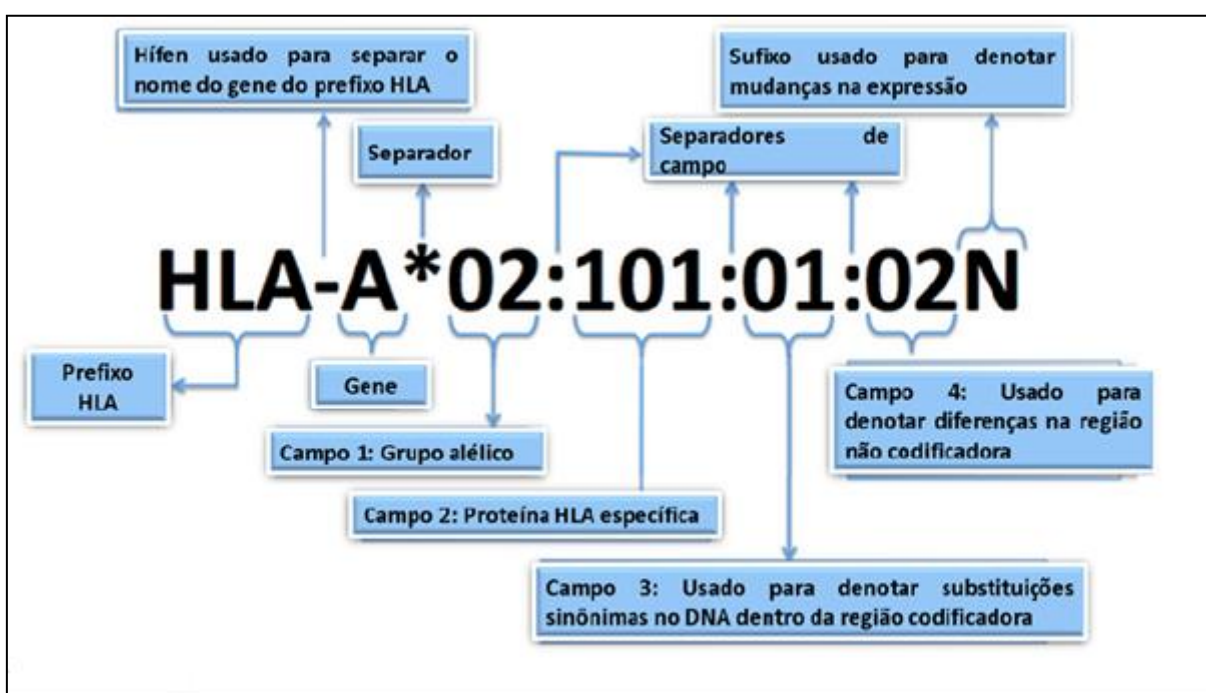 Hífen usado para separar o
nome do gene do prefixo HLA
Sufixo usado para denotar
mudanças na expressão
Separador
Separadores de
campo
HLA-A*02:101:01:02N
Prefixo
HLA
Gene
Campo 1: Grupo alélico
Campo 2: Proteína HLA específica
Campo 3: Usado para denotar substituições
sinônimas no DNA dentro da região codificadora
Campo 4: Usado para
denotar diferenças na região
não codificadora